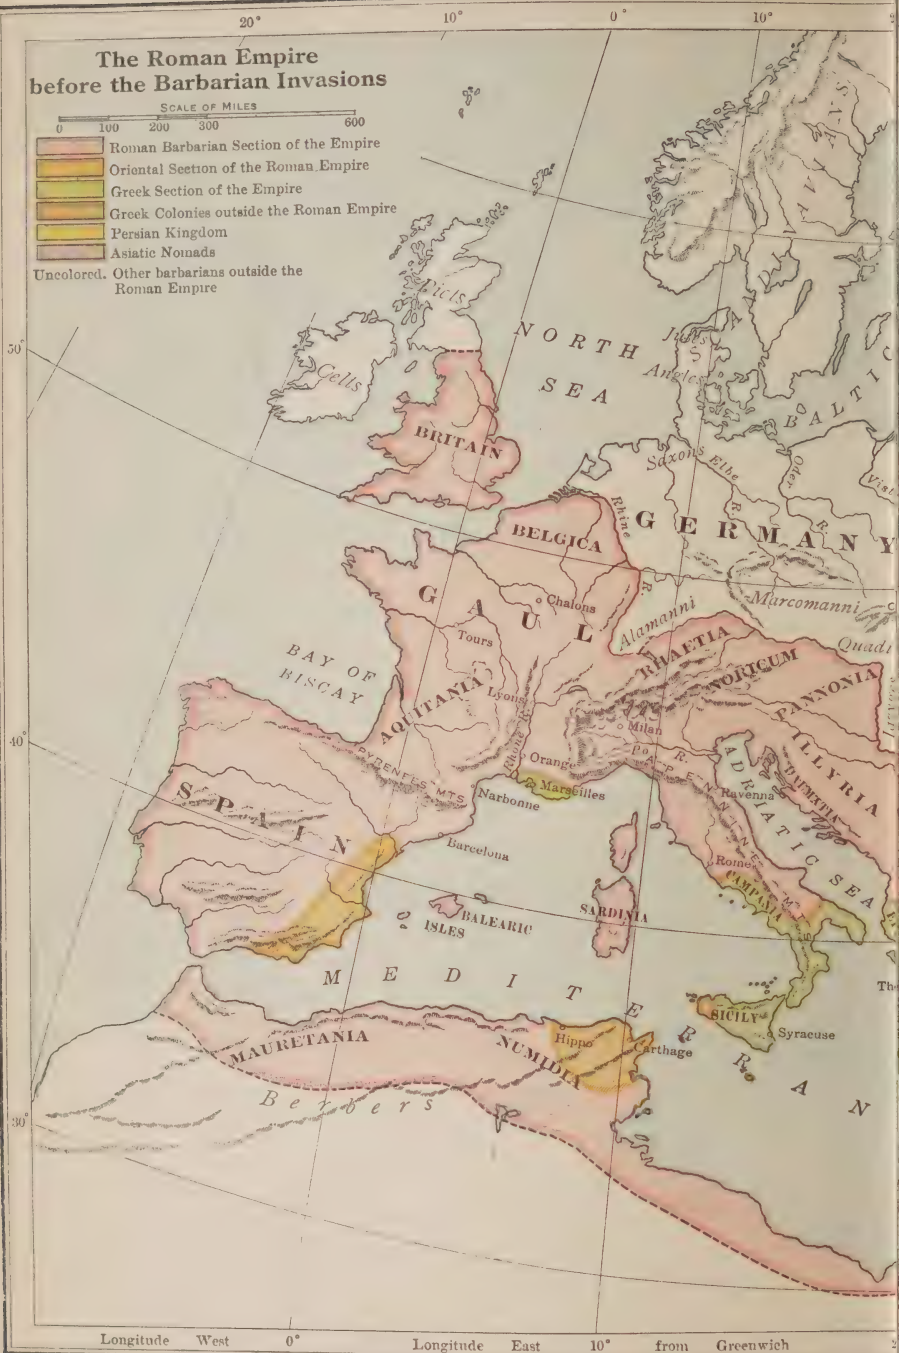 20° 10° 0° 10°
The Roman Empire
before the Barbarian Invasions
SCALE OF MILES
0 100 200 300 600
Roman Barbarian Section of the Empire
Oriental Section of the Roman Empire
Greek Section of the Empire
Greek Colonies outside the Roman Empire
Persian Kingdom
Asiatic Nomads
Uncolored. Other barbarians outside the
Roman Empire
Picts
50°
NORTH
SEA
Jutes
Angles
Celts
BALTIC
BRITAIN
Saxons
Elbe
R.
Oder
R.
Vist
Rhine
R.
GERMANY
BELGICA
GAUL
Chalons
Marcomanni
Alamanni
Quadi
Tours
RHAETIA
NORICUM
PANNONIA
BAY OF
BISCAY
AQUITANIA
Lyons
Milan
ILLYRIA
40°
PYRENEES MTS.
Rhone R.
Orange
Po R.
APENNINE MTS
ADRIATIC SEA
DALMATIA
Marseilles
Narbonne
Ravenna
SPAIN
Barcelona
Rome
CAMPANIA
SARDINIA
BALEARIC
ISLES
MEDITERRAN
The
SICILY
Syracuse
MAURETANIA
NUMIDIA
Hippo
Carthage
Berbers
30°
Longitude West 0° Longitude East 10° from Greenwich